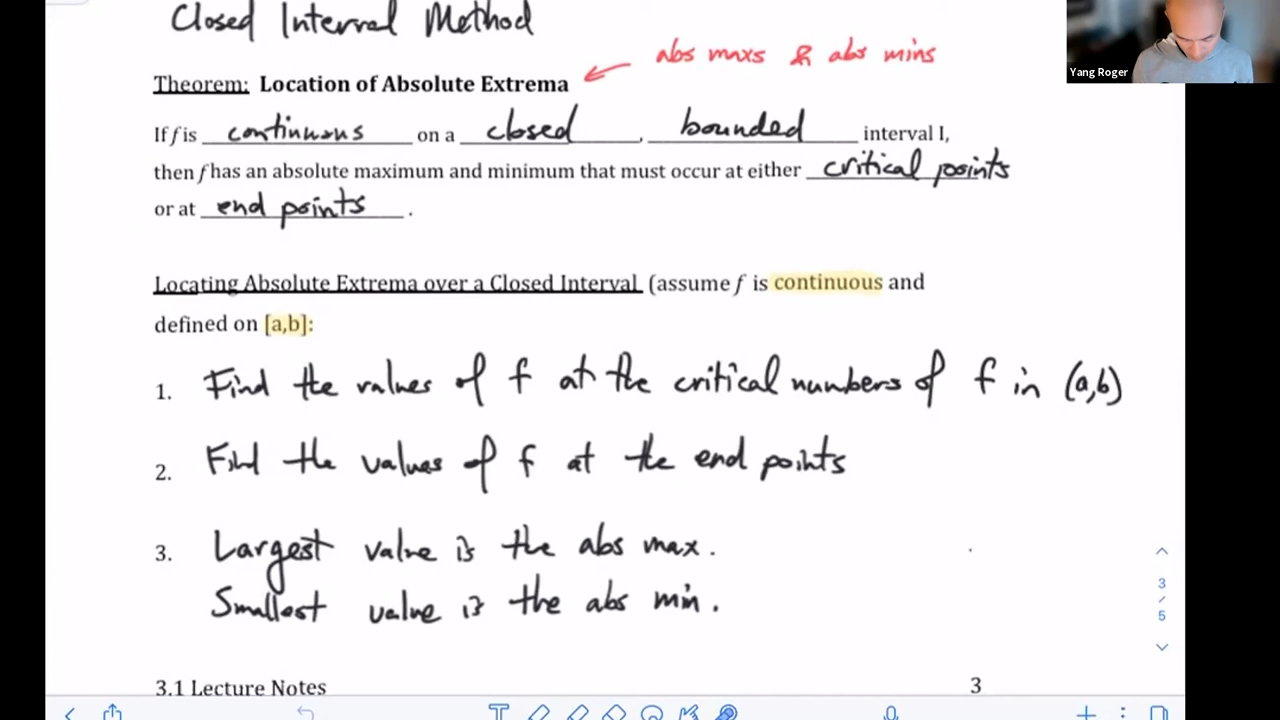 Closed Interval Method
abs maxs & abs mins
Theorem: Location of Absolute Extrema
Yang Roger
If f is continuous on a closed, bounded interval I,
then f has an absolute maximum and minimum that must occur at either critical points
or at end points.
Locating Absolute Extrema over a Closed Interval (assume f is continuous and
defined on [a,b]:
1. Find the values of f at the critical numbers of f in (a,b)
2. Find the values of f at the end points
3. Largest value is the abs max.
Smallest value is the abs min.
3
/
5
3.1 Lecture Notes 3